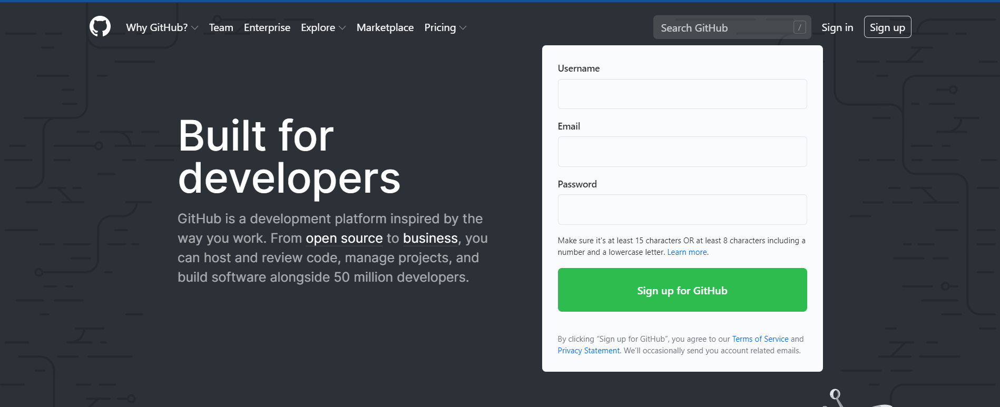 Why GitHub? Team Enterprise Explore Marketplace Pricing Search GitHub / Sign in Sign up
Built for
developers
GitHub is a development platform inspired by the
way you work. From open source to business, you
can host and review code, manage projects, and
build software alongside 50 million developers.
Username
Email
Password
Make sure it's at least 15 characters OR at least 8 characters including a
number and a lowercase letter. Learn more.
Sign up for GitHub
By clicking “Sign up for GitHub”, you agree to our Terms of Service and
Privacy Statement. We’ll occasionally send you account related emails.